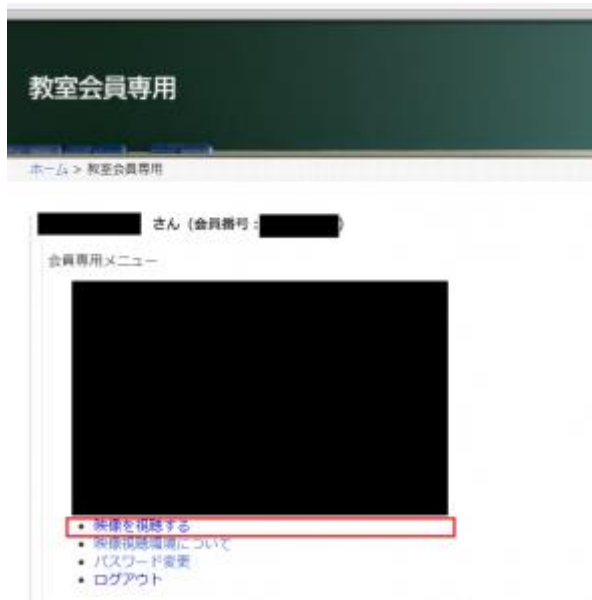 教室会員専用
ホーム > 教室会員専用
さん（会員番号： ）
会員専用メニュー
映像を視聴する
映像視聴環境について
パスワード変更
ログアウト